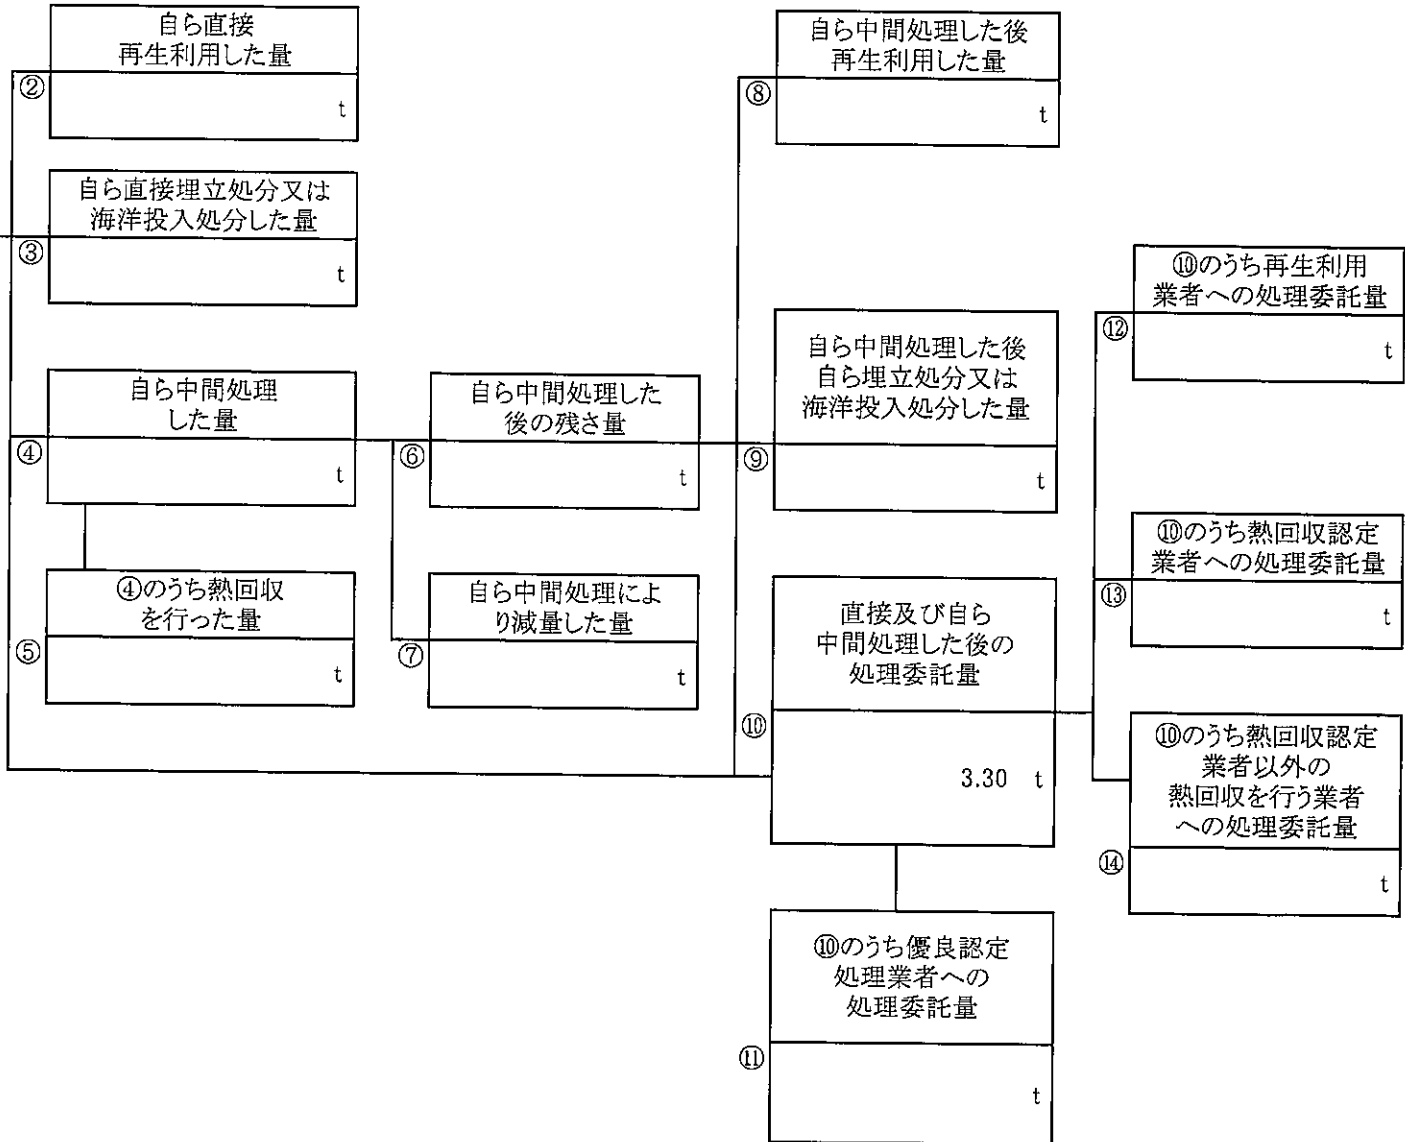 自ら直接
再生利用した量
②
t
自ら直接埋立処分又は
海洋投入処分した量
③
t
自ら中間処理
した量
④
t
④のうち熱回収
を行った量
⑤
t
自ら中間処理した
後の残さ量
⑥
t
自ら中間処理によ
り減量した量
⑦
t
自ら中間処理した後
再生利用した量
⑧
t
自ら中間処理した後
自ら埋立処分又は
海洋投入処分した量
⑨
t
直接及び自ら
中間処理した後の
処理委託量
⑩
3.30 t
⑩のうち優良認定
処理業者への
処理委託量
⑪
t
⑩のうち再生利用
業者への処理委託量
⑫
t
⑩のうち熱回収認定
業者への処理委託量
⑬
t
⑩のうち熱回収認定
業者以外の
熱回収を行う業者
への処理委託量
⑭
t